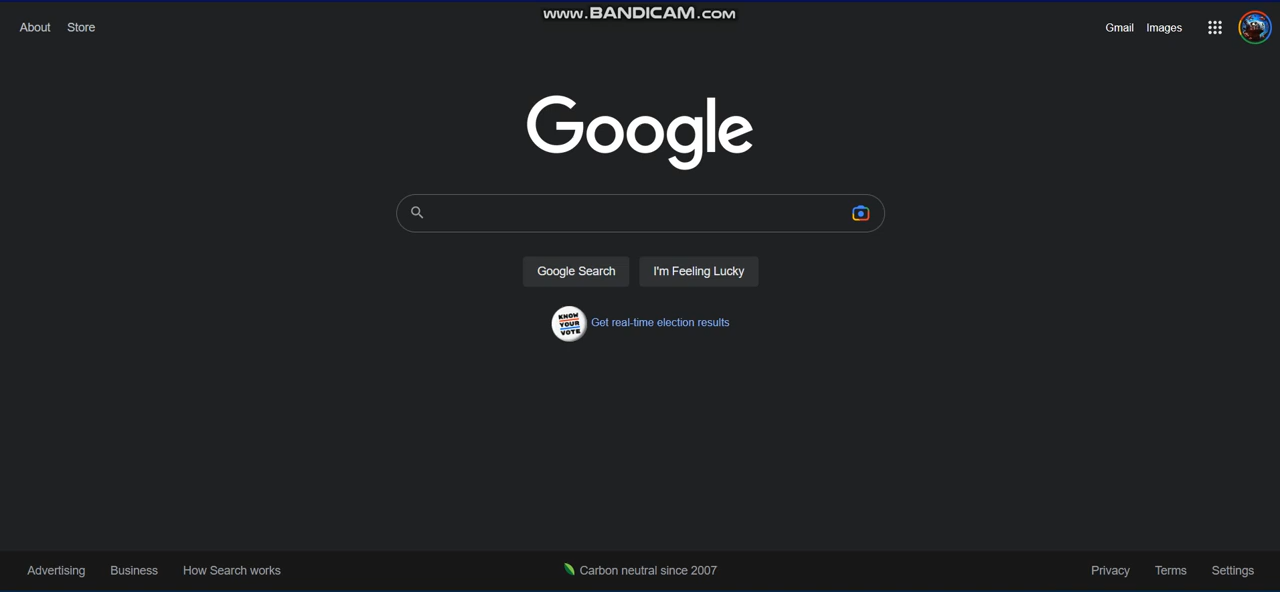 www.BANDICAM.com
About Store
Gmail Images
Google
Google Search I'm Feeling Lucky
KNOW
YOUR
VOTE
Get real-time election results
Advertising Business How Search works
Carbon neutral since 2007
Privacy Terms Settings